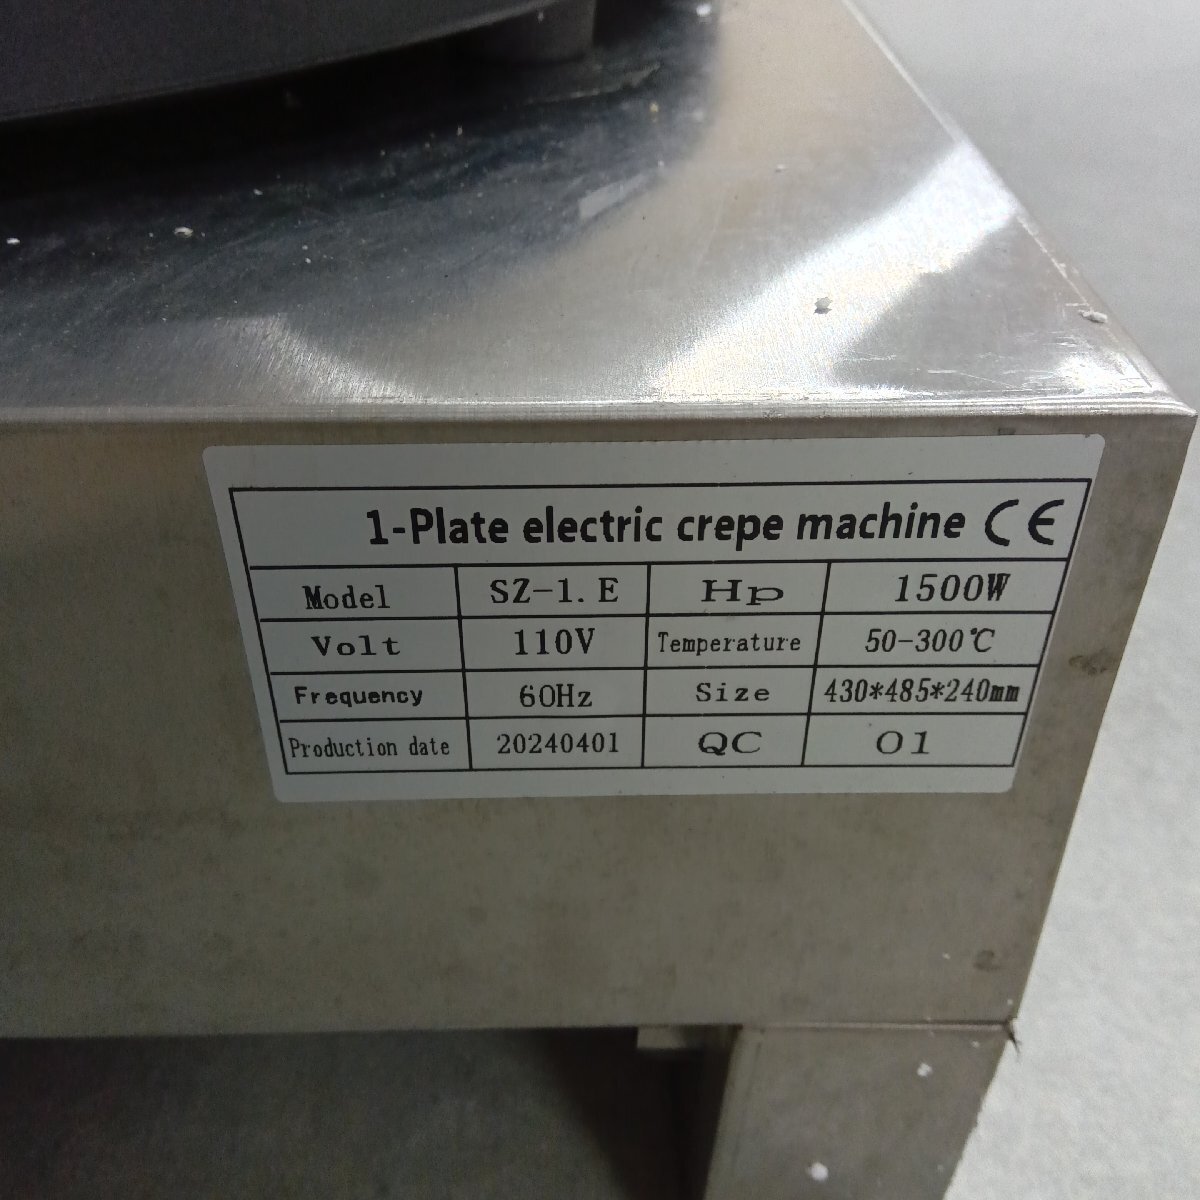 1-Plate electric crepe machine CE
Model SZ-1.E Hp 1500W
Volt 110V Temperature 50-300℃
Frequency 60Hz Size 430*485*240mm
Production date 20240401 QC 01